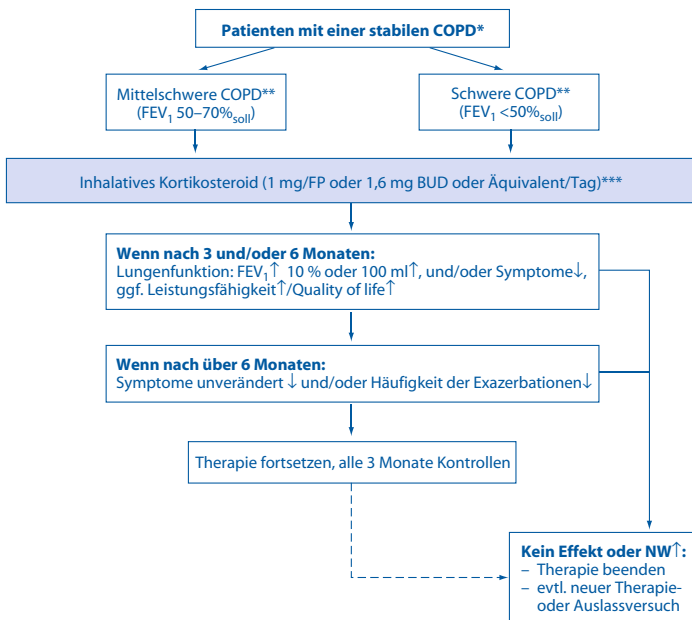 Patienten mit einer stabilen COPD*
Mittelschwere COPD**
(FEV₁ 50–70%soll)
Schwere COPD**
(FEV₁ <50%soll)
Inhalatives Kortikosteroid (1 mg/FP oder 1,6 mg BUD oder Äquivalent/Tag)***
Wenn nach 3 und/oder 6 Monaten:
Lungenfunktion: FEV₁↑ 10 % oder 100 ml↑, und/oder Symptome↓,
ggf. Leistungsfähigkeit↑/Quality of life↑
Wenn nach über 6 Monaten:
Symptome unverändert ↓ und/oder Häufigkeit der Exazerbationen↓
Therapie fortsetzen, alle 3 Monate Kontrollen
Kein Effekt oder NW↑:
– Therapie beenden
– evtl. neuer Therapie-
oder Auslassversuch